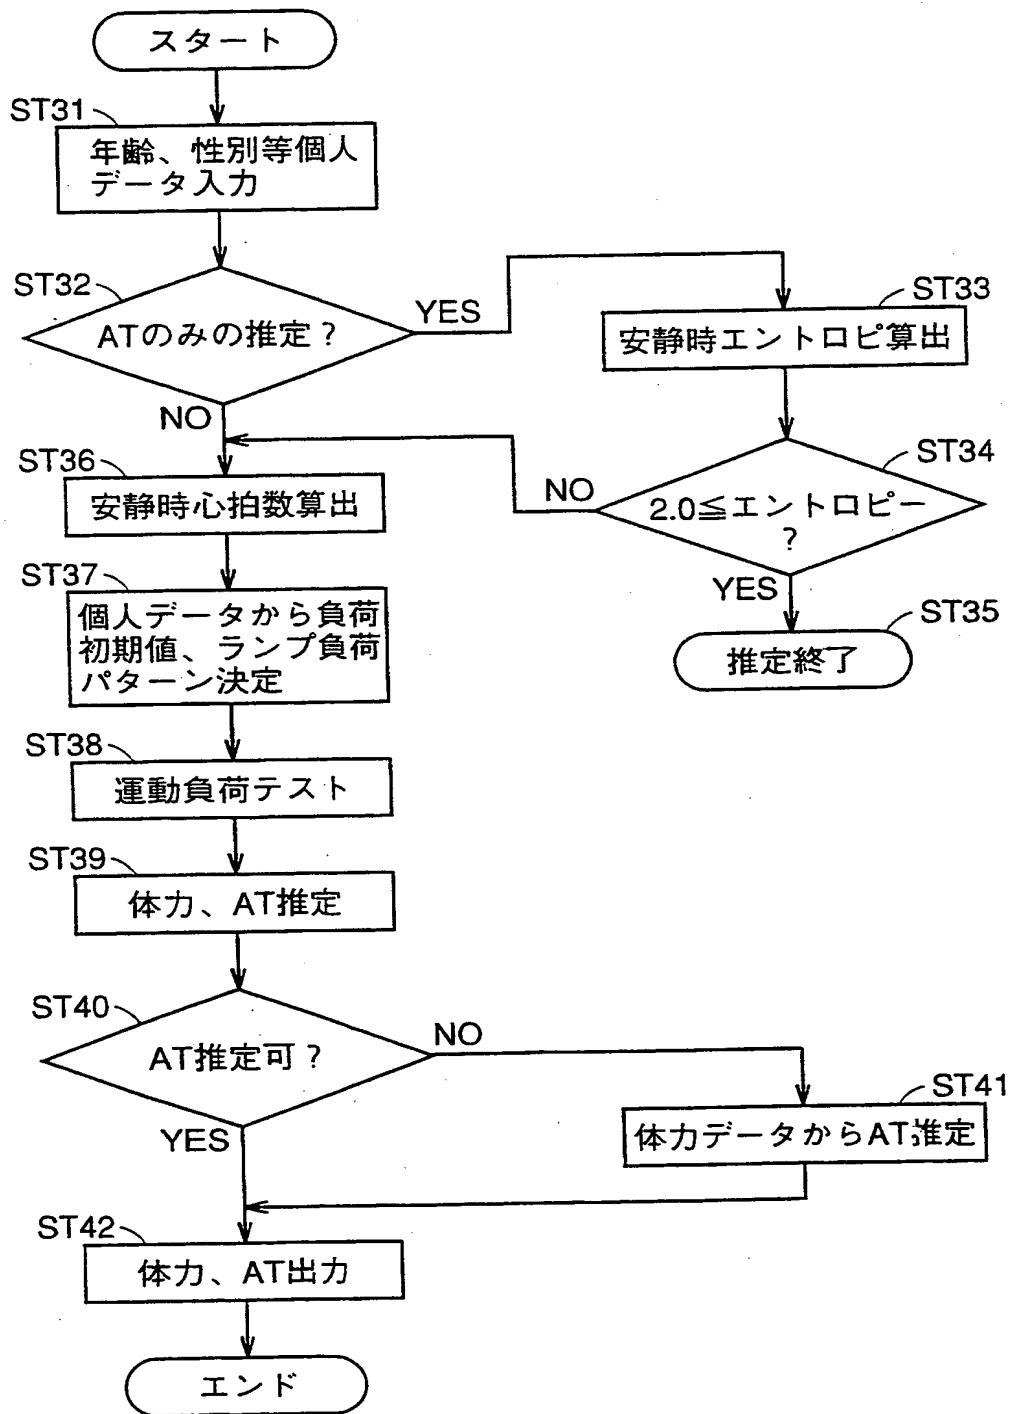 スタート
ST31
年齢、性別等個人
データ入力
ST32
ATのみの推定？
YES
NO
ST33
安静時エントロピ算出
ST34
2.0≦エントロピー
？
NO
YES
ST35
推定終了
ST36
安静時心拍数算出
ST37
個人データから負荷
初期値、ランプ負荷
パターン決定
ST38
運動負荷テスト
ST39
体力、AT推定
ST40
AT推定可？
NO
YES
ST41
体力データからAT推定
ST42
体力、AT出力
エンド